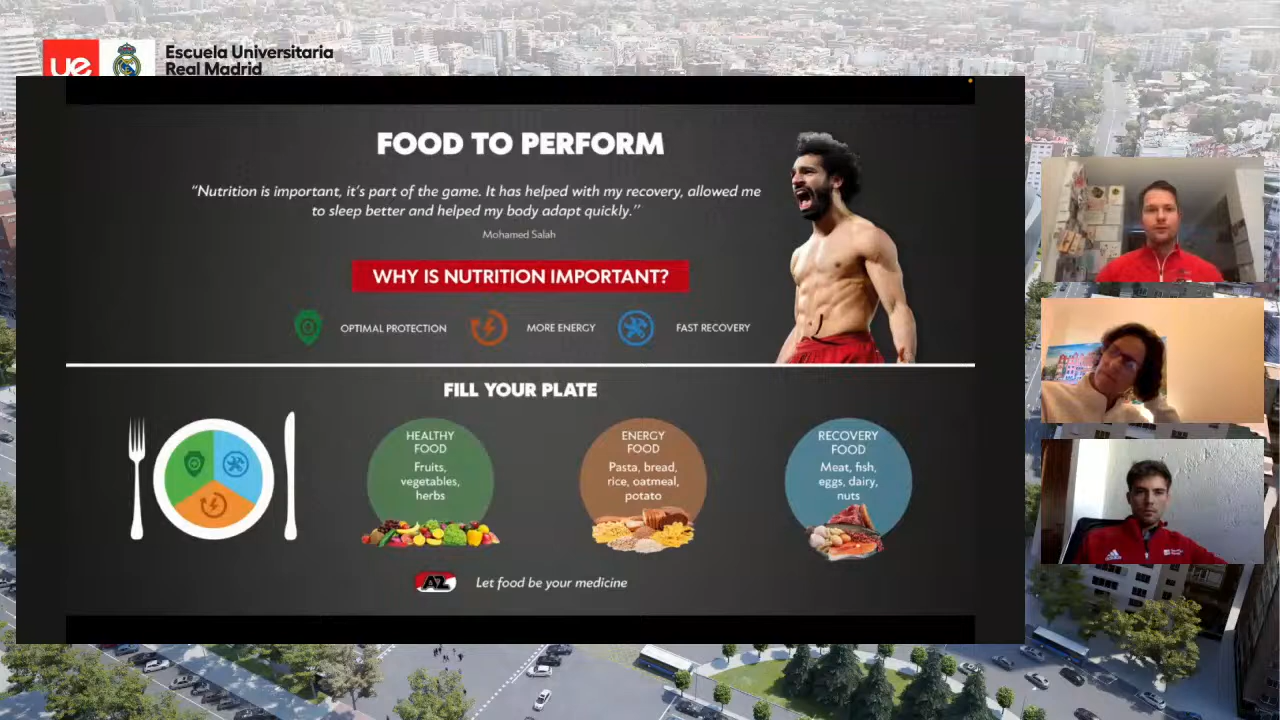 ue
Escuela Universitaria
Real Madrid
FOOD TO PERFORM
"Nutrition is important, it's part of the game. It has helped with my recovery, allowed me
to sleep better and helped my body adapt quickly."
Mohamed Salah
WHY IS NUTRITION IMPORTANT?
OPTIMAL PROTECTION
MORE ENERGY
FAST RECOVERY
FILL YOUR PLATE
HEALTHY
FOOD
Fruits,
vegetables,
herbs
ENERGY
FOOD
Pasta, bread,
rice, oatmeal,
potato
RECOVERY
FOOD
Meat, fish,
eggs, dairy,
nuts
AZ
Let food be your medicine